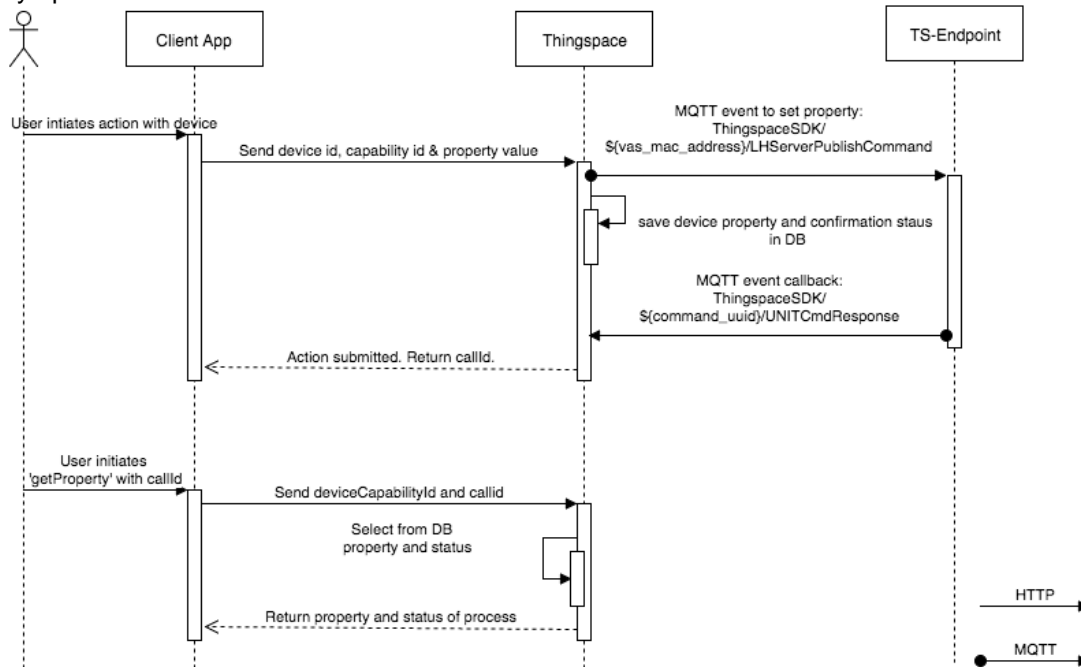 Client App
Thingspace
TS-Endpoint
User intiates action with device
Send device id, capability id & property value
MQTT event to set property:
ThingspaceSDK/
${vas_mac_address}/LHServerPublishCommand
save device property and confirmation staus
in DB
MQTT event callback:
ThingspaceSDK/
${command_uuid}/UNITCmdResponse
Action submitted. Return callId.
User initiates
'getProperty' with callId
Send deviceCapabilityId and callid
Select from DB
property and status
Return property and status of process
HTTP
MQTT